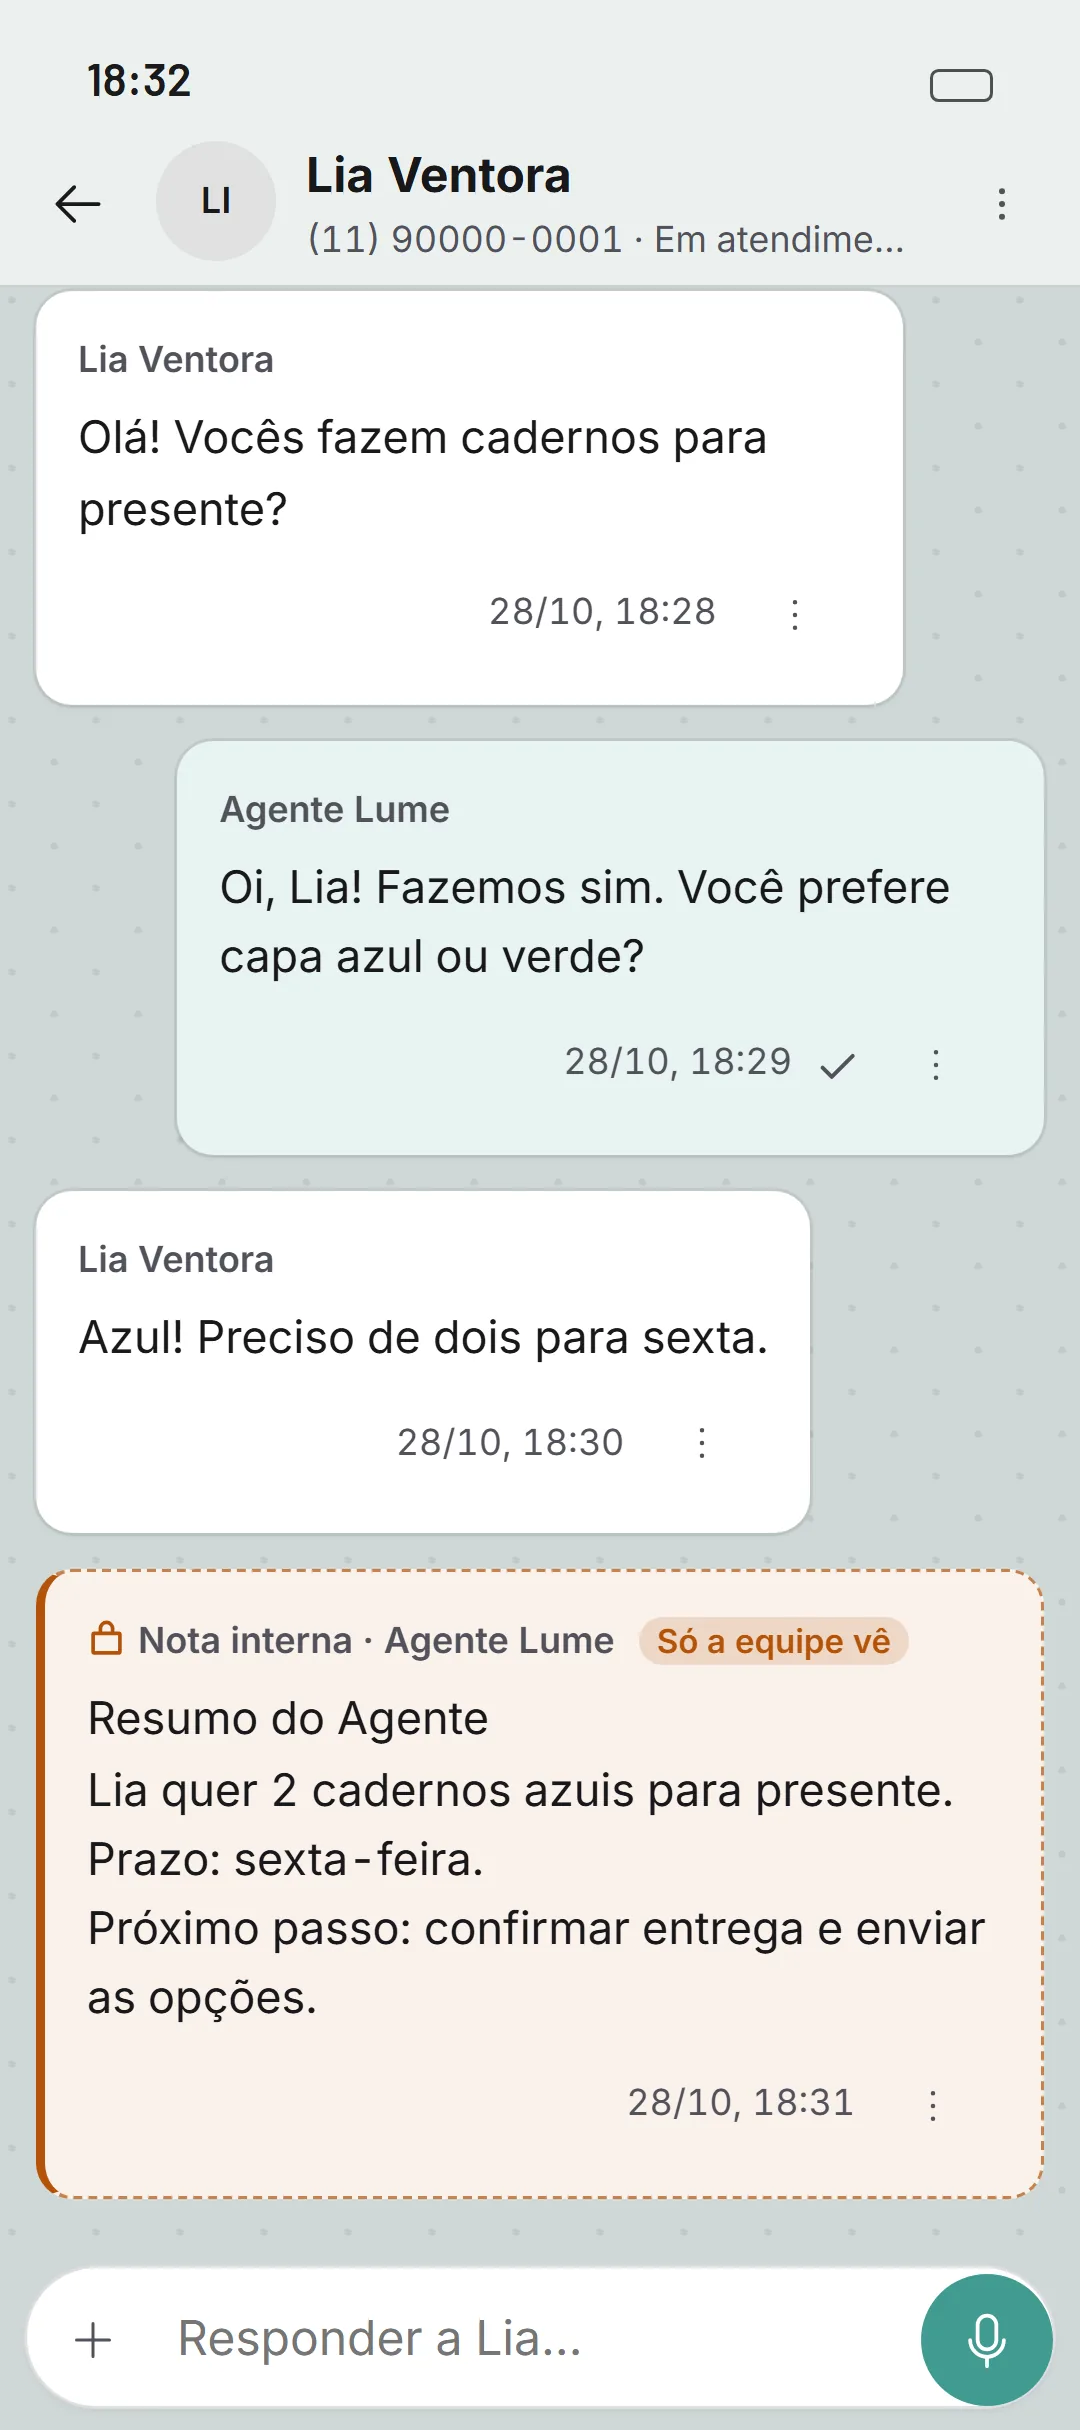 18:32
LI
Lia Ventora
(11) 90000-0001 · Em atendime...
Lia Ventora
Olá! Vocês fazem cadernos para
presente?
28/10, 18:28
Agente Lume
Oi, Lia! Fazemos sim. Você prefere
capa azul ou verde?
28/10, 18:29
Lia Ventora
Azul! Preciso de dois para sexta.
28/10, 18:30
Nota interna · Agente Lume Só a equipe vê
Resumo do Agente
Lia quer 2 cadernos azuis para presente.
Prazo: sexta-feira.
Próximo passo: confirmar entrega e enviar
as opções.
28/10, 18:31
Responder a Lia...